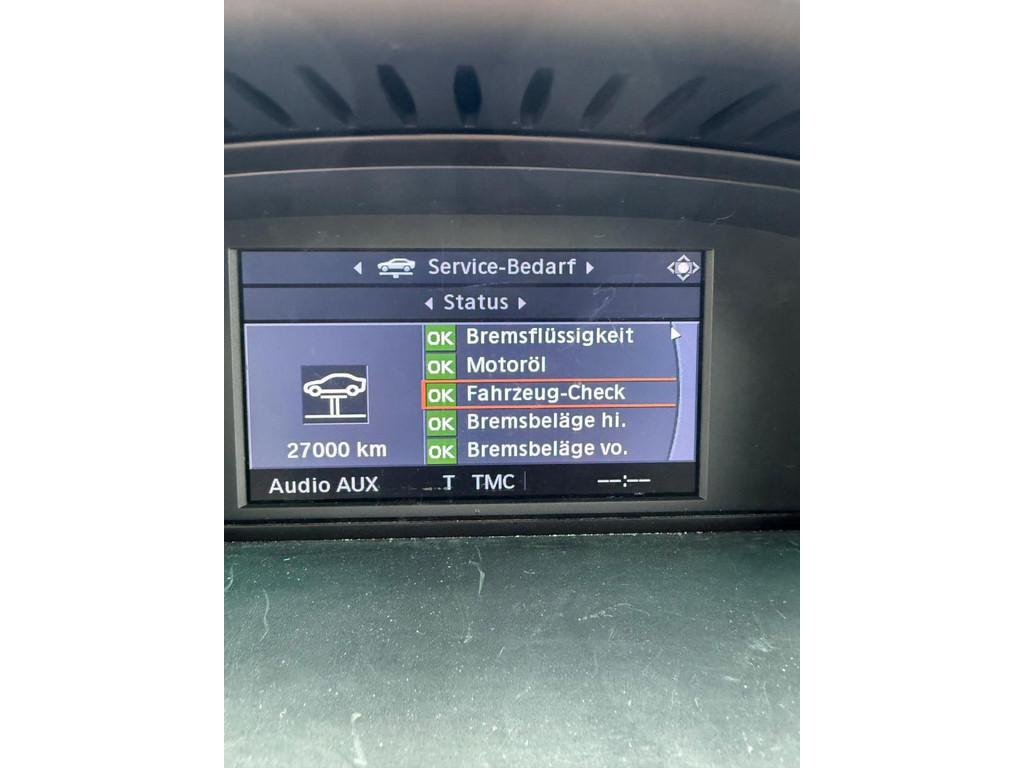 Service-Bedarf
Status
OK Bremsflüssigkeit
OK Motoröl
OK Fahrzeug-Check
OK Bremsbeläge hi.
OK Bremsbeläge vo.
27000 km
Audio AUX T TMC --:--